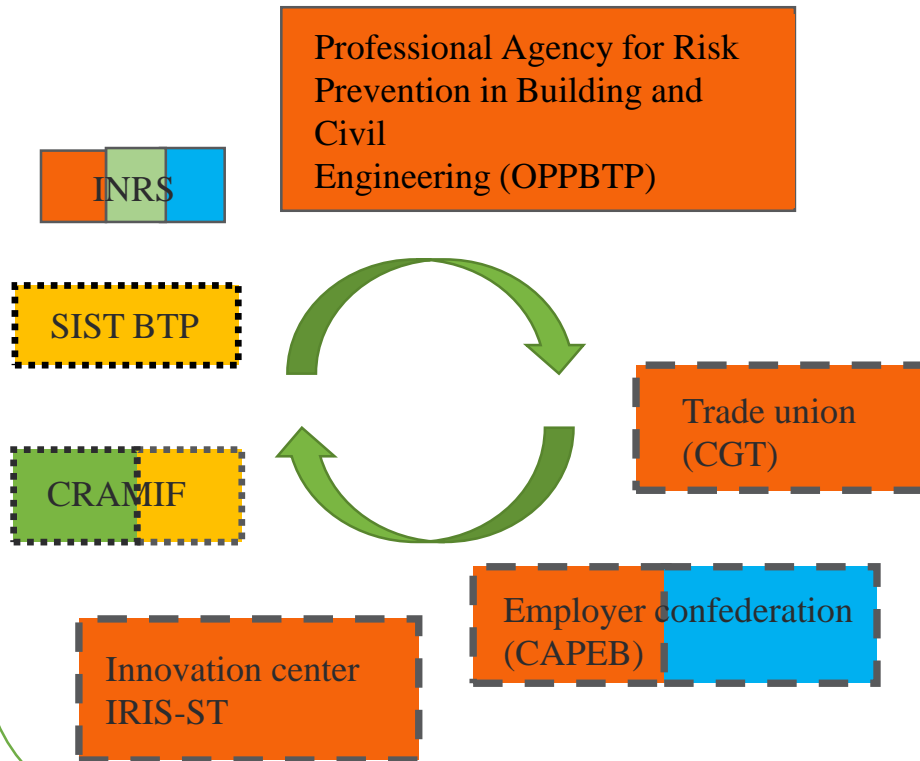 Professional Agency for Risk
Prevention in Building and
Civil
Engineering (OPPBTP)
INRS
SIST BTP
Trade union
(CGT)
CRAMIF
Employer confederation
(CAPEB)
Innovation center
IRIS-ST